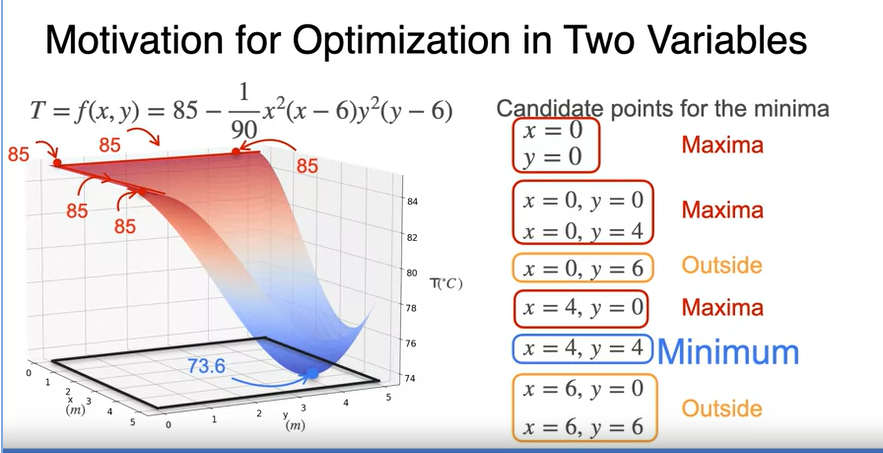 Motivation for Optimization in Two Variables
T = f(x, y) = 85 − 1/90 x²(x − 6)y²(y − 6)
Candidate points for the minima
x = 0
y = 0
Maxima
x = 0, y = 0
x = 0, y = 4
Maxima
x = 0, y = 6
Outside
x = 4, y = 0
Maxima
x = 4, y = 4
Minimum
x = 6, y = 0
x = 6, y = 6
Outside
85
85
85
85
85
73.6
84
82
80
78
76
74
T(°C)
0
1
2
3
4
5
x
(m)
0
1
2
3
4
5
y
(m)